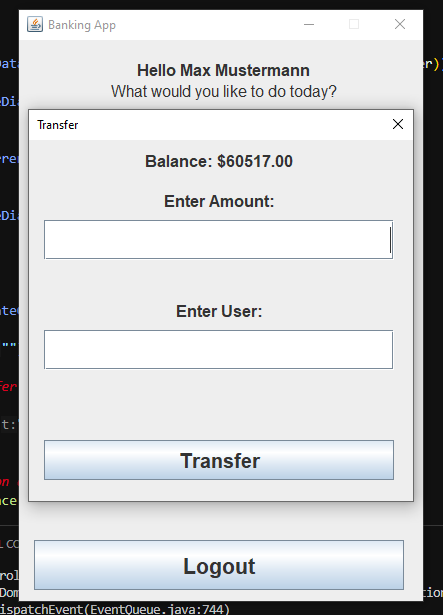 Banking App
Hello Max Mustermann
What would you like to do today?
Transfer
Balance: $60517.00
Enter Amount:
Enter User:
Transfer
Logout
ispatchEvent(EventQueue.java:744)